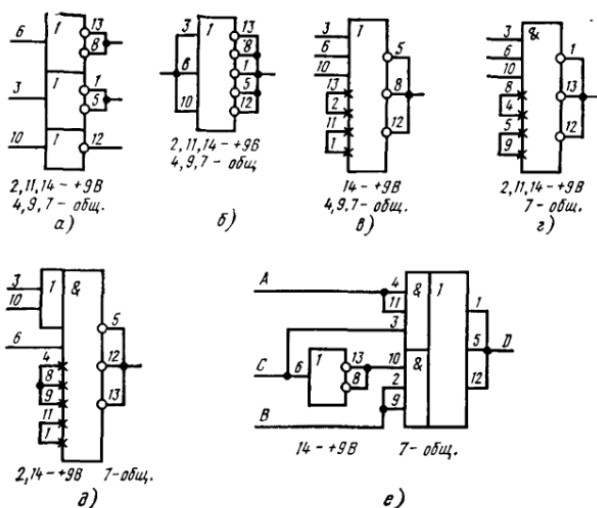 6 1 13
8
3 1 1
5
10 1 12
2,11,14 – +9В
4,9,7 – общ.
а)
3 1 13
8
6 1
5
10 12
2,11,14 – +9В
4,9,7 – общ
б)
3 1
6 5
10
13 8
2
11 12
1
14 – +9В
4,9,7 – общ.
в)
3 &
6 1
10
8 13
4
5 12
9
2,11,14 – +9В
7 – общ.
г)
3 1 &
10
6 5
4
8 12
9
11 13
1
2,14 – +9В 7–общ.
д)
A 4 & 1
11 1
3
C 6 1 13 10 & 5 D
8 2
B 9 12
14 – +9В 7 – общ.
е)